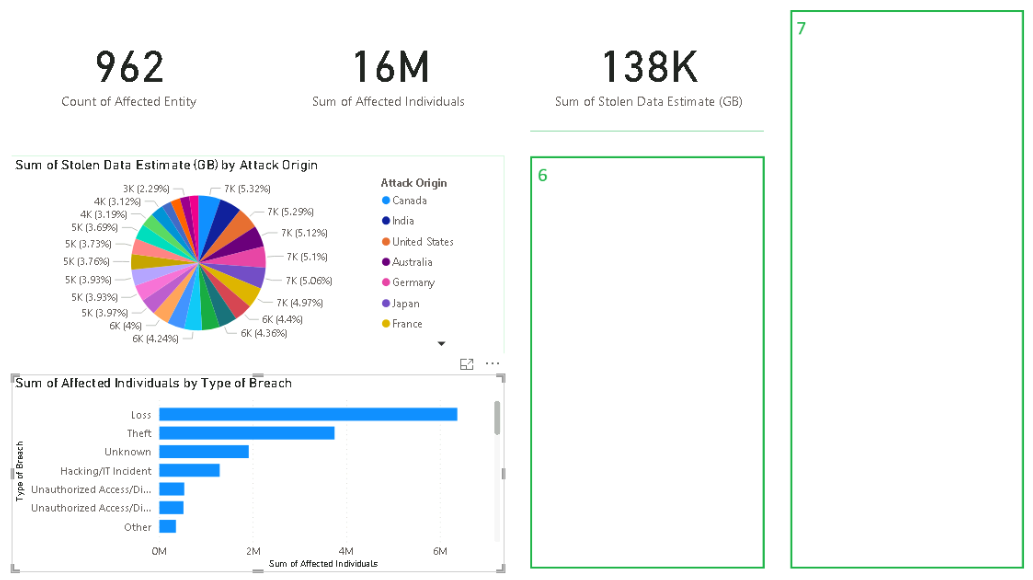 962
Count of Affected Entity
16M
Sum of Affected Individuals
138K
Sum of Stolen Data Estimate (GB)
7
Sum of Stolen Data Estimate (GB) by Attack Origin
3K (2.29%)
4K (3.12%)
4K (3.19%)
5K (3.69%)
5K (3.73%)
5K (3.76%)
5K (3.93%)
5K (3.93%)
5K (3.97%)
6K (4%)
6K (4.24%)
7K (5.32%)
7K (5.29%)
7K (5.12%)
7K (5.1%)
7K (5.06%)
7K (4.97%)
6K (4.4%)
6K (4.36%)
Attack Origin
Canada
India
United States
Australia
Germany
Japan
France
6
Sum of Affected Individuals by Type of Breach
Type of Breach
Loss
Theft
Unknown
Hacking/IT Incident
Unauthorized Access/Di...
Unauthorized Access/Di...
Other
0M 2M 4M 6M
Sum of Affected Individuals